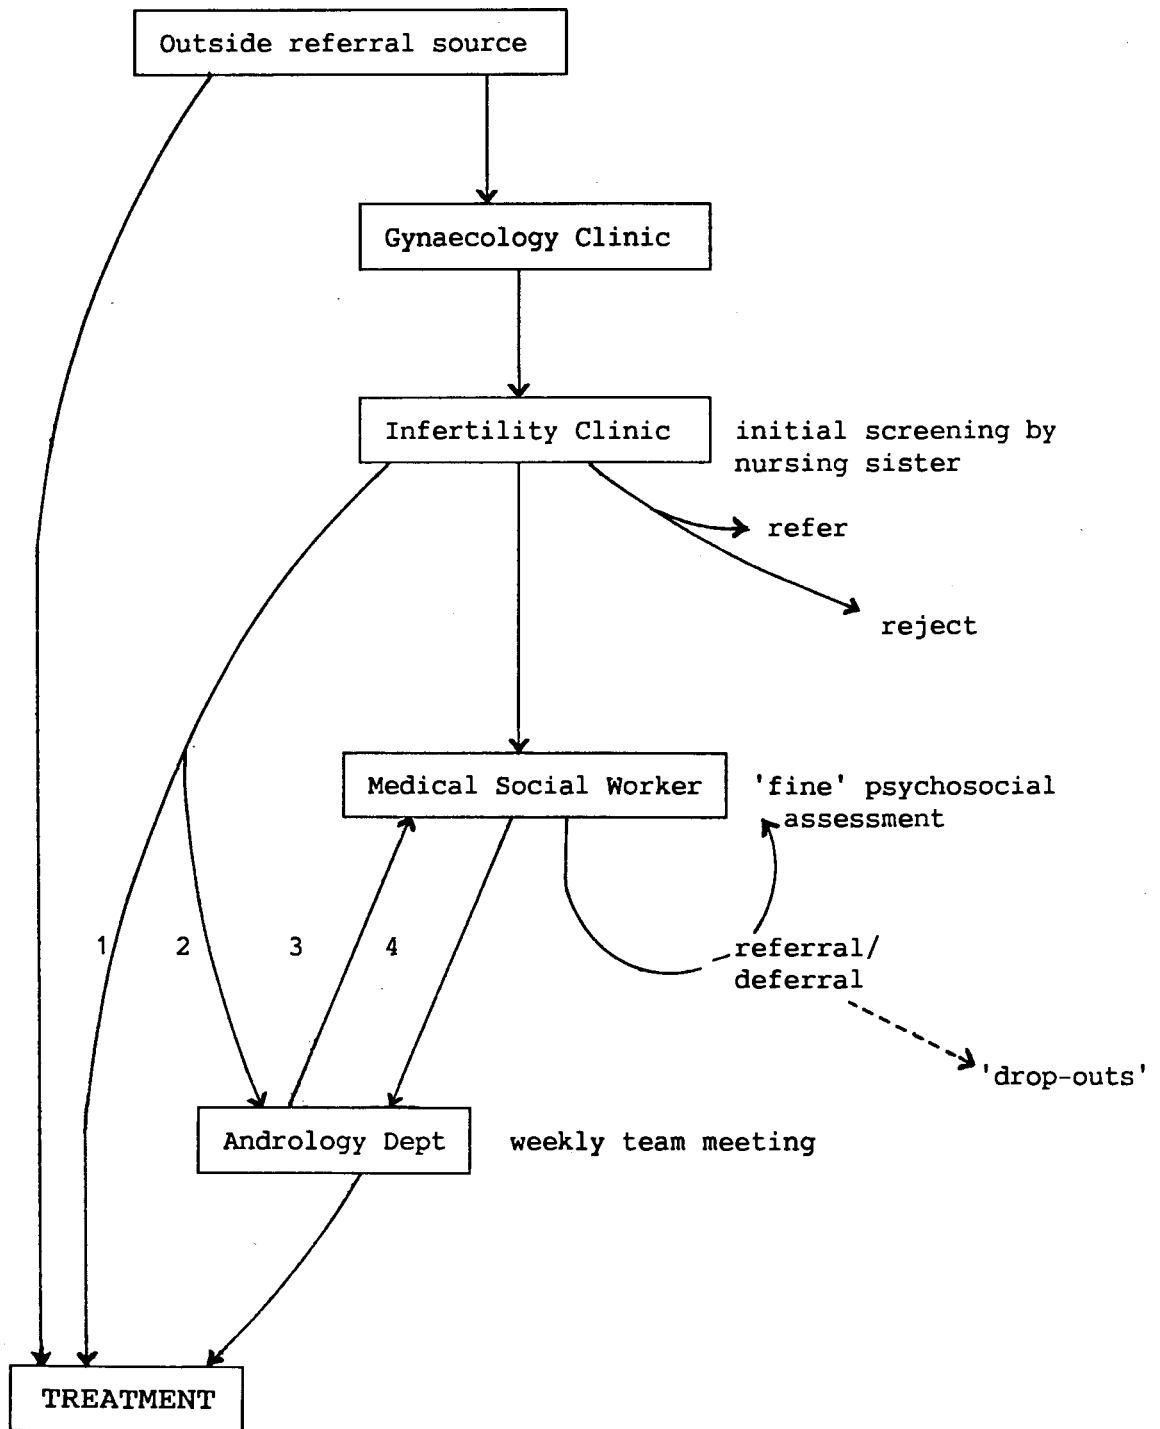 Outside referral source
Gynaecology Clinic
Infertility Clinic
initial screening by
nursing sister
refer
reject
Medical Social Worker
'fine' psychosocial
assessment
1
2
3
4
referral/
deferral
'drop-outs'
Andrology Dept
weekly team meeting
TREATMENT